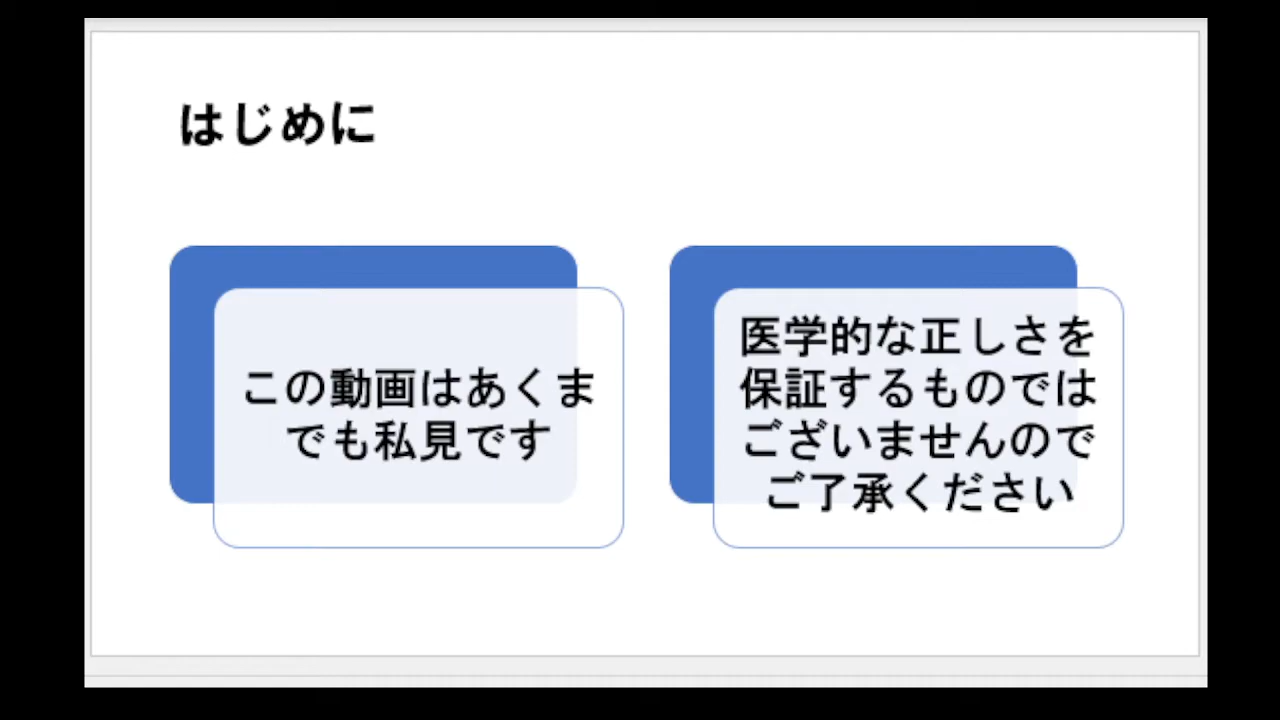 はじめに
この動画はあくま
でも私見です
医学的な正しさを
保証するものでは
ございませんので
ご了承ください